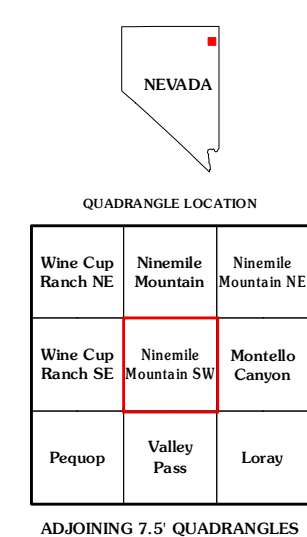 NEVADA
QUADRANGLE LOCATION
Wine Cup
Ranch NE
Ninemile
Mountain
Ninemile
Mountain NE
Wine Cup
Ranch SE
Ninemile
Mountain SW
Montello
Canyon
Pequop
Valley
Pass
Loray
ADJOINING 7.5' QUADRANGLES